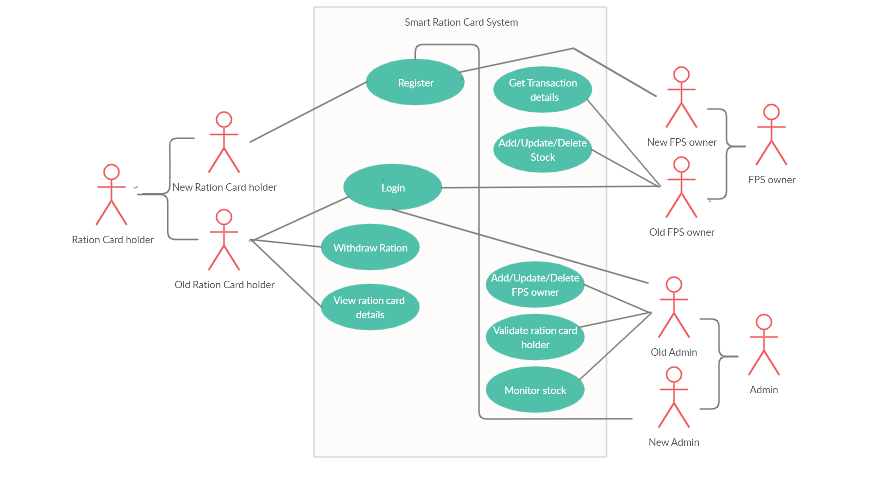 Smart Ration Card System
Register
Get Transaction
details
New FPS owner
Add/Update/Delete
Stock
FPS owner
New Ration Card holder
Login
Ration Card holder
Old FPS owner
Withdraw Ration
Old Ration Card holder
Add/Update/Delete
FPS owner
View ration card
details
Validate ration card
holder
Old Admin
Monitor stock
Admin
New Admin